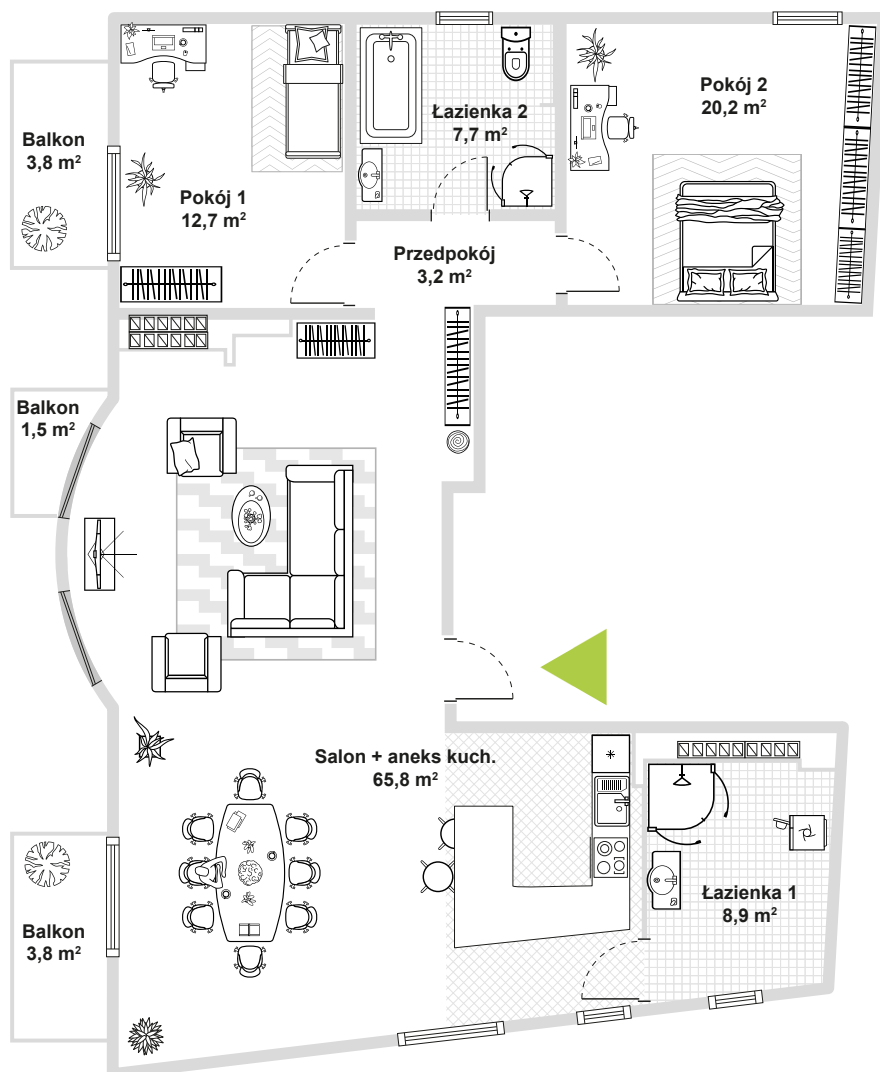 Balkon
3,8 m²
Pokój 1
12,7 m²
Łazienka 2
7,7 m²
Pokój 2
20,2 m²
Przedpokój
3,2 m²
Balkon
1,5 m²
Salon + aneks kuch.
65,8 m²
Łazienka 1
8,9 m²
Balkon
3,8 m²